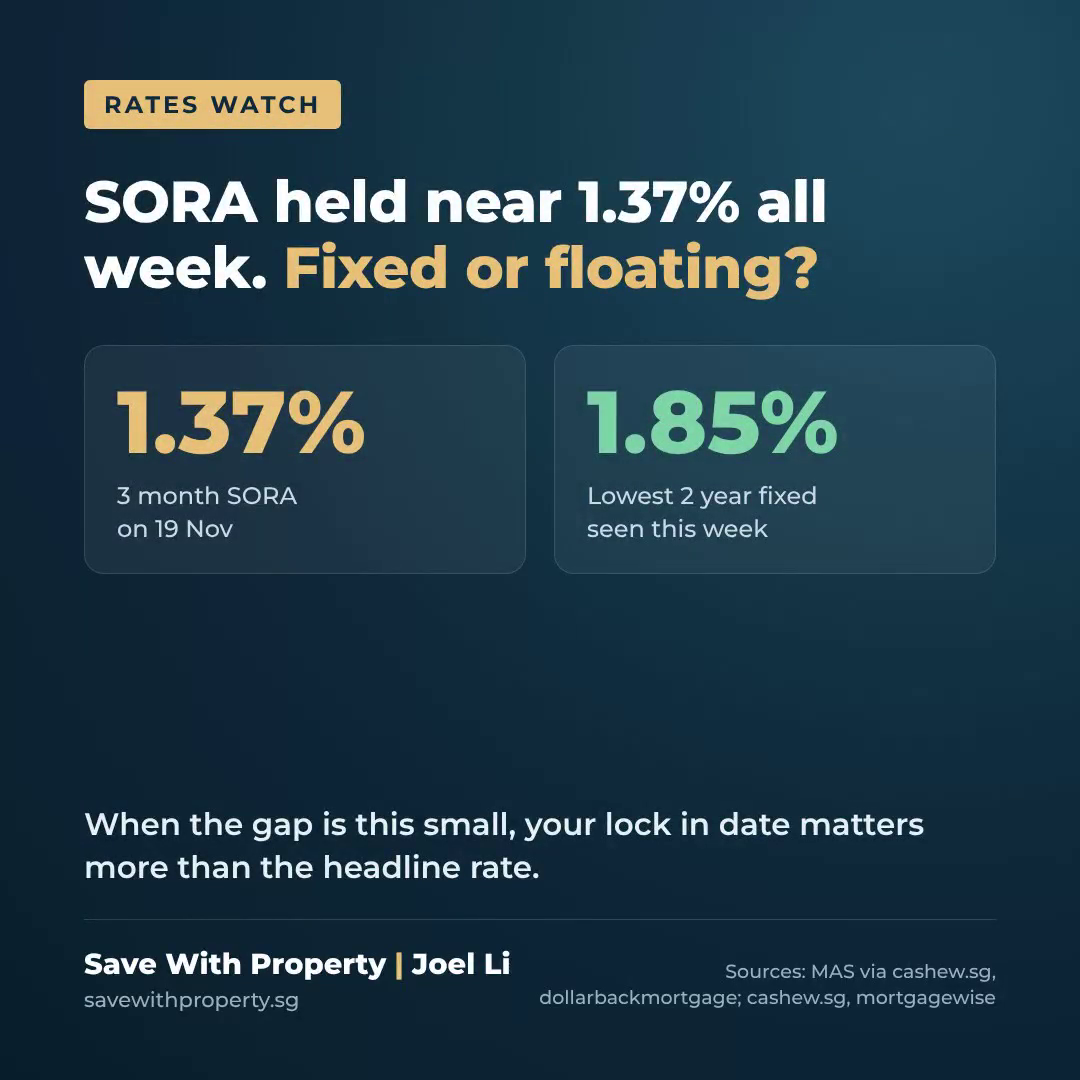 RATES WATCH
SORA held near 1.37% all
week. Fixed or floating?
1.37%
3 month SORA
on 19 Nov
1.85%
Lowest 2 year fixed
seen this week
When the gap is this small, your lock in date matters
more than the headline rate.
Save With Property | Joel Li
savewithproperty.sg
Sources: MAS via cashew.sg,
dollarbackmortgage; cashew.sg, mortgagewise